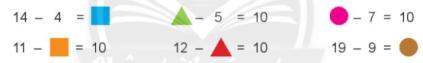 14 - 4 = 🟦 🔺 - 5 = 10 🔴 - 7 = 10
11 - 🟧 = 10 12 - 🔺 = 10 19 - 9 = 🟤